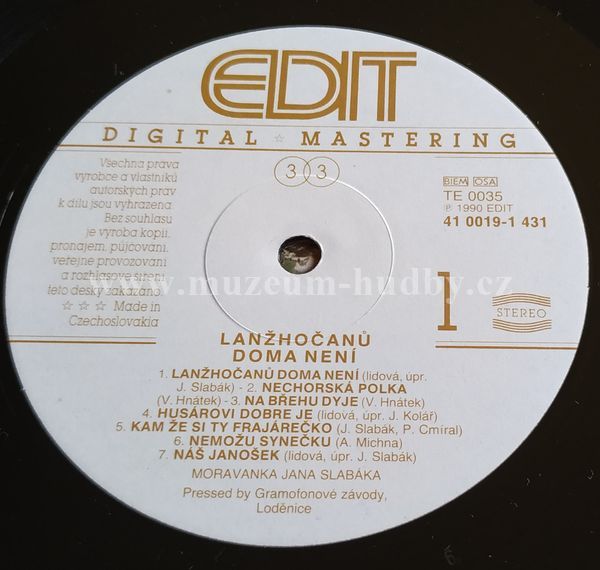 EDIT
DIGITAL ☆ MASTERING
33
Všechna práva
výrobce a vlastníků
autorských práv
k dílu jsou vyhrazena.
Bez souhlasu
je výroba kopií,
pronájem, půjčování,
veřejné provozování
a rozhlasové šíření
této desky zakázáno.
☆☆☆ Made in
Czechoslovakia
BIEM OSA
TE 0035
℗ 1990 EDIT
41 0019-1 431
1
STEREO
www.muzeum-hudby.cz
LANŽHOČANŮ
DOMA NENÍ
1. LANŽHOČANŮ DOMA NENÍ (lidová, úpr.
J. Slabák) - 2. NECHORSKÁ POLKA
(V. Hnátek) - 3. NA BŘEHU DYJE (V. Hnátek)
4. HUSÁROVI DOBRE JE (lidová, úpr. J. Kolář)
5. KAM ŽE SI TY FRAJÁREČKO (J. Slabák, P. Cmíral)
6. NEMOŽU SYNEČKU (A. Michna)
7. NÁŠ JANOŠEK (lidová, úpr. J. Slabák)
MORAVANKA JANA SLABÁKA
Pressed by Gramofonové závody,
Loděnice